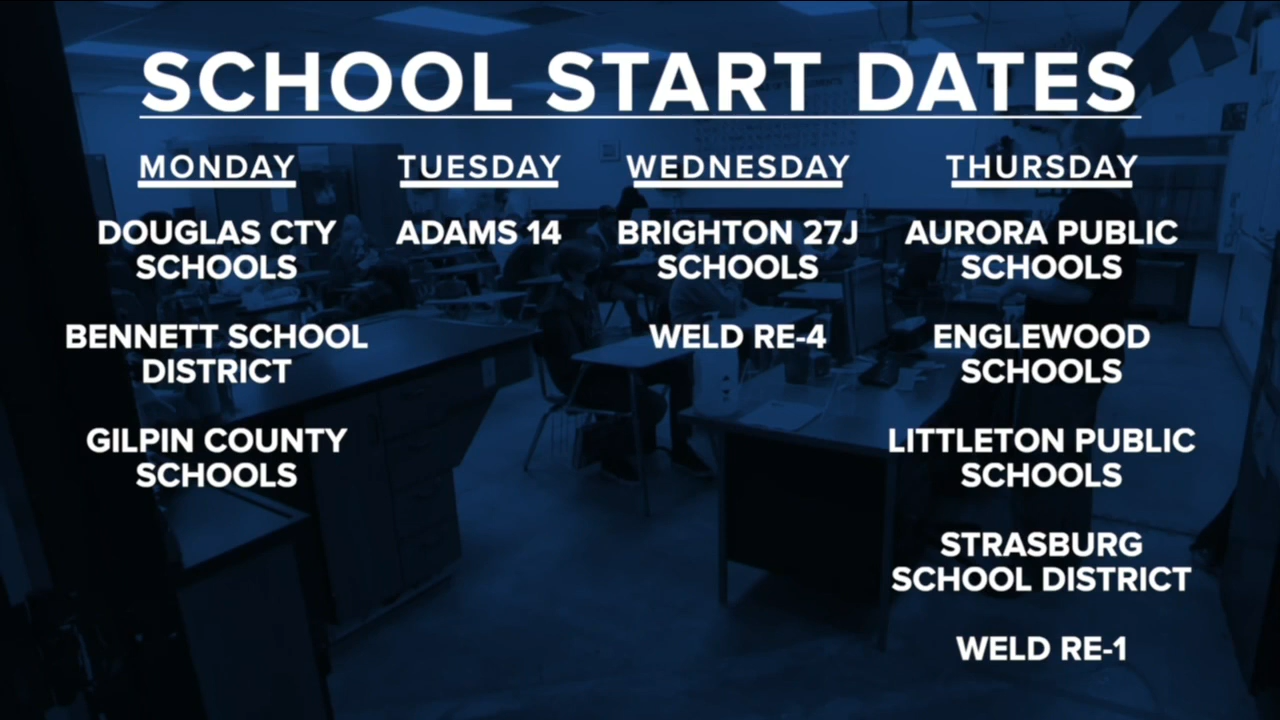 SCHOOL START DATES
MONDAY
DOUGLAS CTY
SCHOOLS
BENNETT SCHOOL
DISTRICT
GILPIN COUNTY
SCHOOLS
TUESDAY
ADAMS 14
WEDNESDAY
BRIGHTON 27J
SCHOOLS
WELD RE-4
THURSDAY
AURORA PUBLIC
SCHOOLS
ENGLEWOOD
SCHOOLS
LITTLETON PUBLIC
SCHOOLS
STRASBURG
SCHOOL DISTRICT
WELD RE-1